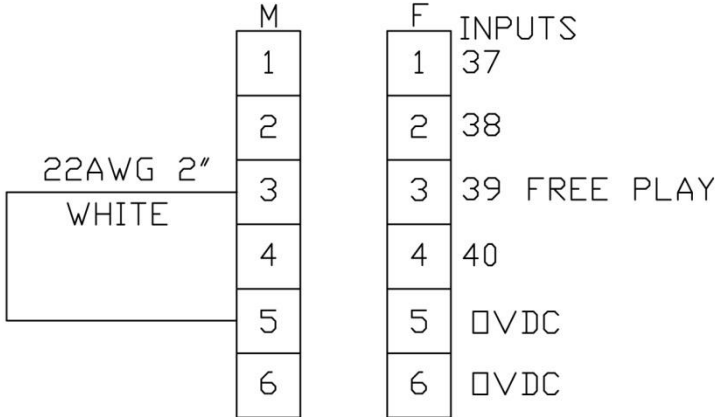 M F INPUTS
1 1 37
2 2 38
22AWG 2"
3 3 39 FREE PLAY
WHITE
4 4 40
5 5 0VDC
6 6 0VDC